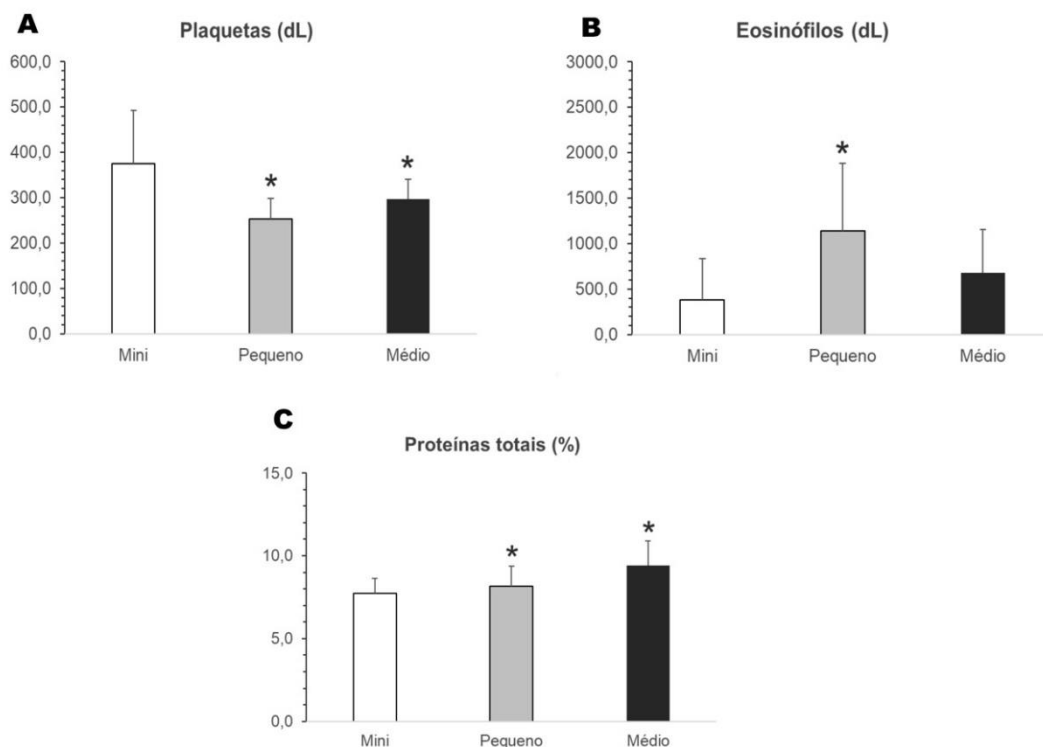 A
Plaquetas (dL)
600,0
500,0
400,0
300,0
200,0
100,0
0,0
*
*
Mini Pequeno Médio
B
Eosinófilos (dL)
3000,0
2500,0
2000,0
1500,0
1000,0
500,0
0,0
*
Mini Pequeno Médio
C
Proteínas totais (%)
15,0
10,0
5,0
0,0
*
*
Mini Pequeno Médio